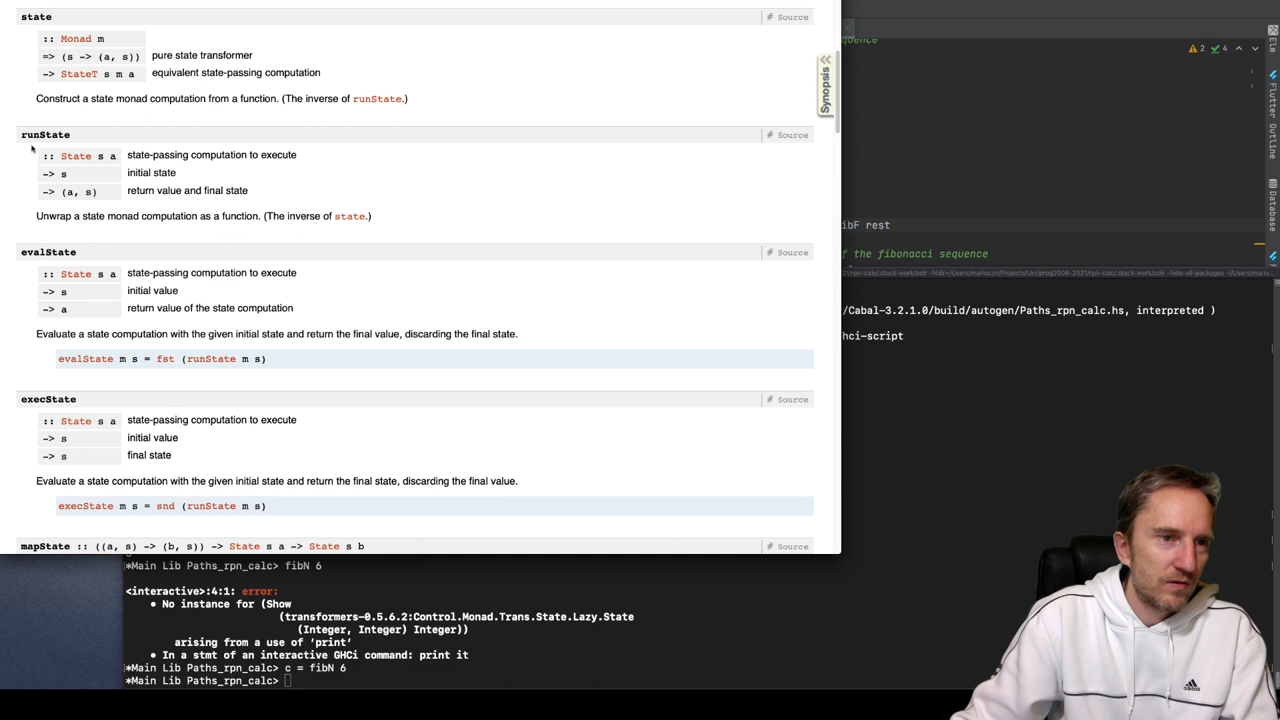 state
# Source
:: Monad m
=> (s -> (a, s)) pure state transformer
-> StateT s m a equivalent state-passing computation
Construct a state monad computation from a function. (The inverse of runState.)
runState
# Source
:: State s a state-passing computation to execute
-> s initial state
-> (a, s) return value and final state
Unwrap a state monad computation as a function. (The inverse of state.)
evalState
# Source
:: State s a state-passing computation to execute
-> s initial value
-> a return value of the state computation
Evaluate a state computation with the given initial state and return the final value, discarding the final state.
evalState m s = fst (runState m s)
execState
# Source
:: State s a state-passing computation to execute
-> s initial value
-> s final state
Evaluate a state computation with the given initial state and return the final state, discarding the final value.
execState m s = snd (runState m s)
mapState :: ((a, s) -> (b, s)) -> State s a -> State s b
# Source
Synopsis
2 4
Elm
Flutter Outline
Database
ibF rest
of the fibonacci sequence
/Cabal-3.2.1.0/build/autogen/Paths_rpn_calc.hs, interpreted )
hci-script
*Main Lib Paths_rpn_calc> fibN 6
<interactive>:4:1: error:
• No instance for (Show
(transformers-0.5.6.2:Control.Monad.Trans.State.Lazy.State
(Integer, Integer) Integer))
arising from a use of ‘print’
• In a stmt of an interactive GHCi command: print it
*Main Lib Paths_rpn_calc> c = fibN 6
*Main Lib Paths_rpn_calc>